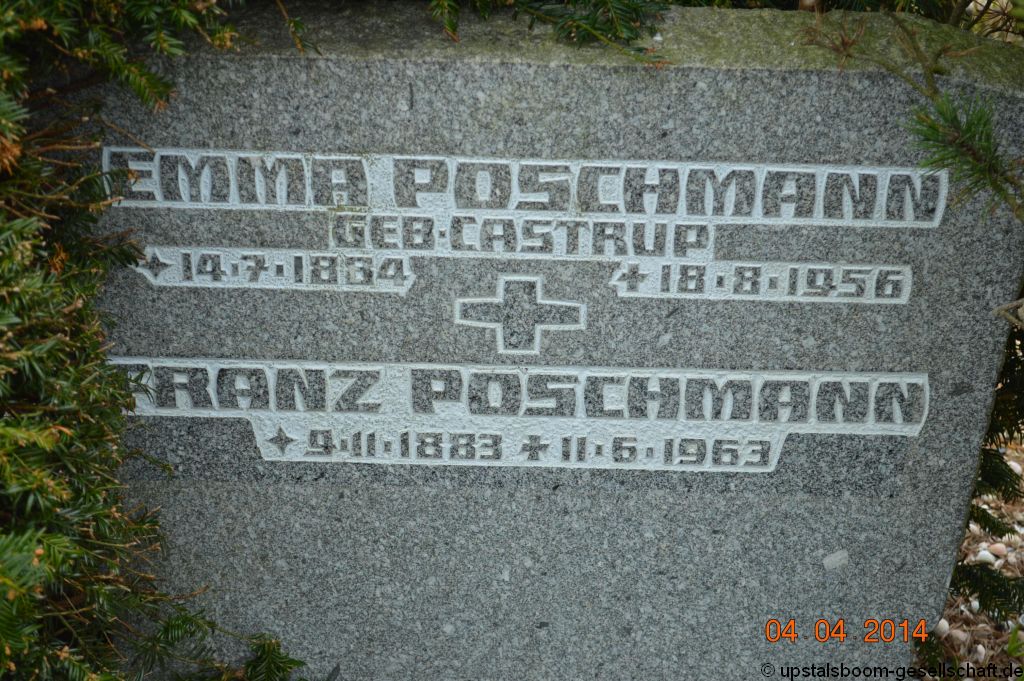 EMMA POSCHMANN
GEB·CASTRUP
14·7·1884 18·8·1956
FRANZ POSCHMANN
9·11·1883 11·6·1963
04 04 2014
© upstalsboom-gesellschaft.de